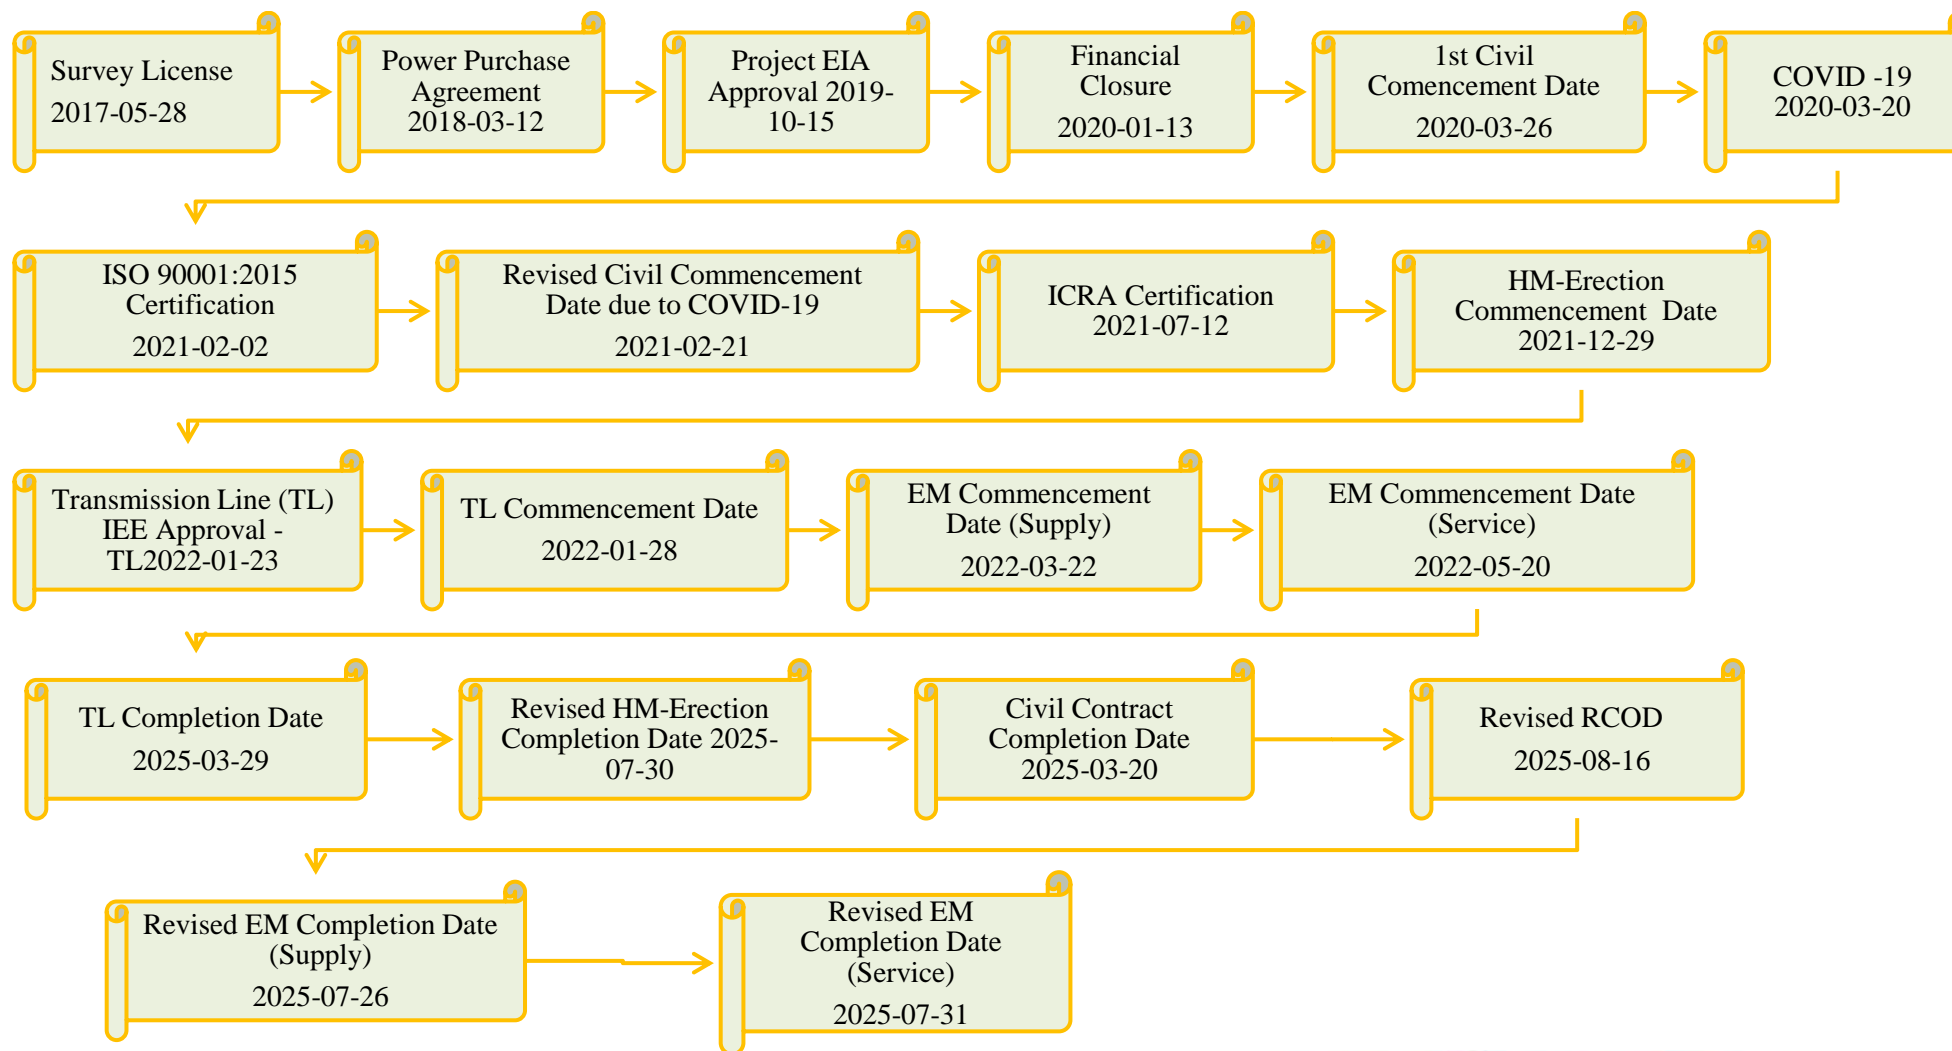 Survey License
2017-05-28
Power Purchase
Agreement
2018-03-12
Project EIA
Approval 2019-
10-15
Financial
Closure
2020-01-13
1st Civil
Comencement Date
2020-03-26
COVID -19
2020-03-20
ISO 90001:2015
Certification
2021-02-02
Revised Civil Commencement
Date due to COVID-19
2021-02-21
ICRA Certification
2021-07-12
HM-Erection
Commencement Date
2021-12-29
Transmission Line (TL)
IEE Approval -
TL2022-01-23
TL Commencement Date
2022-01-28
EM Commencement
Date (Supply)
2022-03-22
EM Commencement Date
(Service)
2022-05-20
TL Completion Date
2025-03-29
Revised HM-Erection
Completion Date 2025-
07-30
Civil Contract
Completion Date
2025-03-20
Revised RCOD
2025-08-16
Revised EM Completion Date
(Supply)
2025-07-26
Revised EM
Completion Date
(Service)
2025-07-31